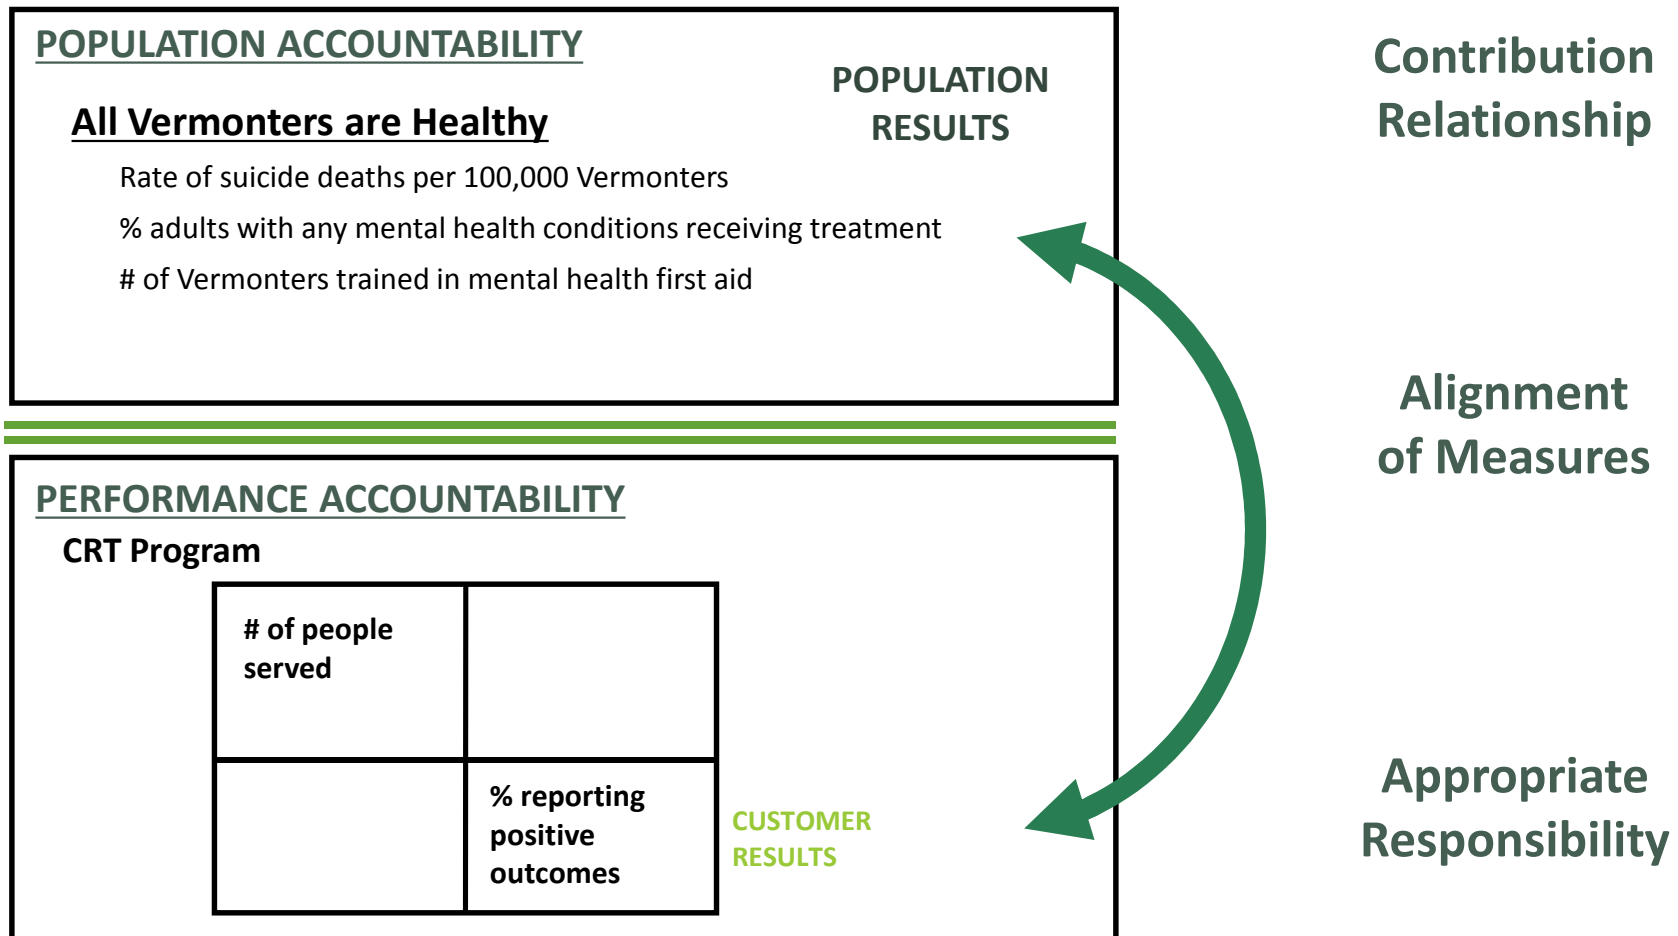 POPULATION ACCOUNTABILITY
POPULATION
RESULTS
All Vermonters are Healthy
Rate of suicide deaths per 100,000 Vermonters
% adults with any mental health conditions receiving treatment
# of Vermonters trained in mental health first aid
PERFORMANCE ACCOUNTABILITY
CRT Program
# of people
served
% reporting
positive
outcomes
CUSTOMER
RESULTS
Contribution
Relationship
Alignment
of Measures
Appropriate
Responsibility